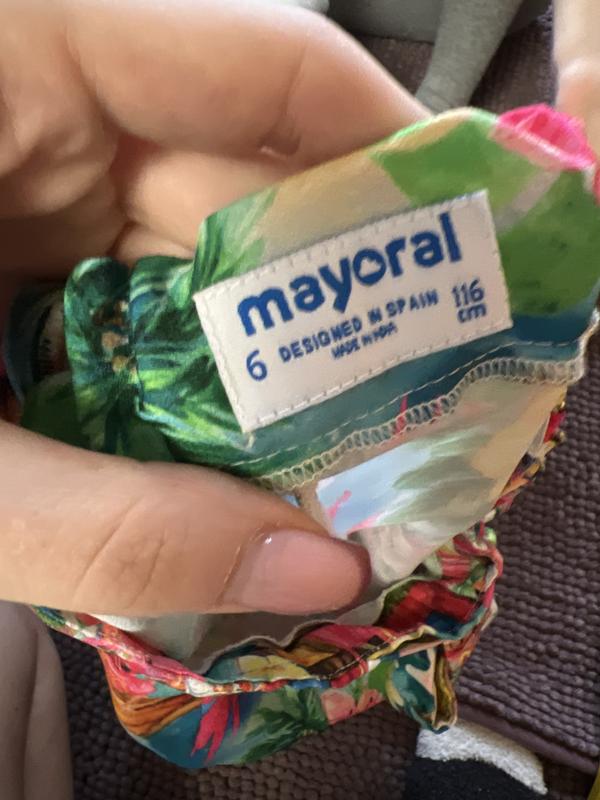 mayoral
6 DESIGNED IN SPAIN 116 cm
MADE IN INDIA